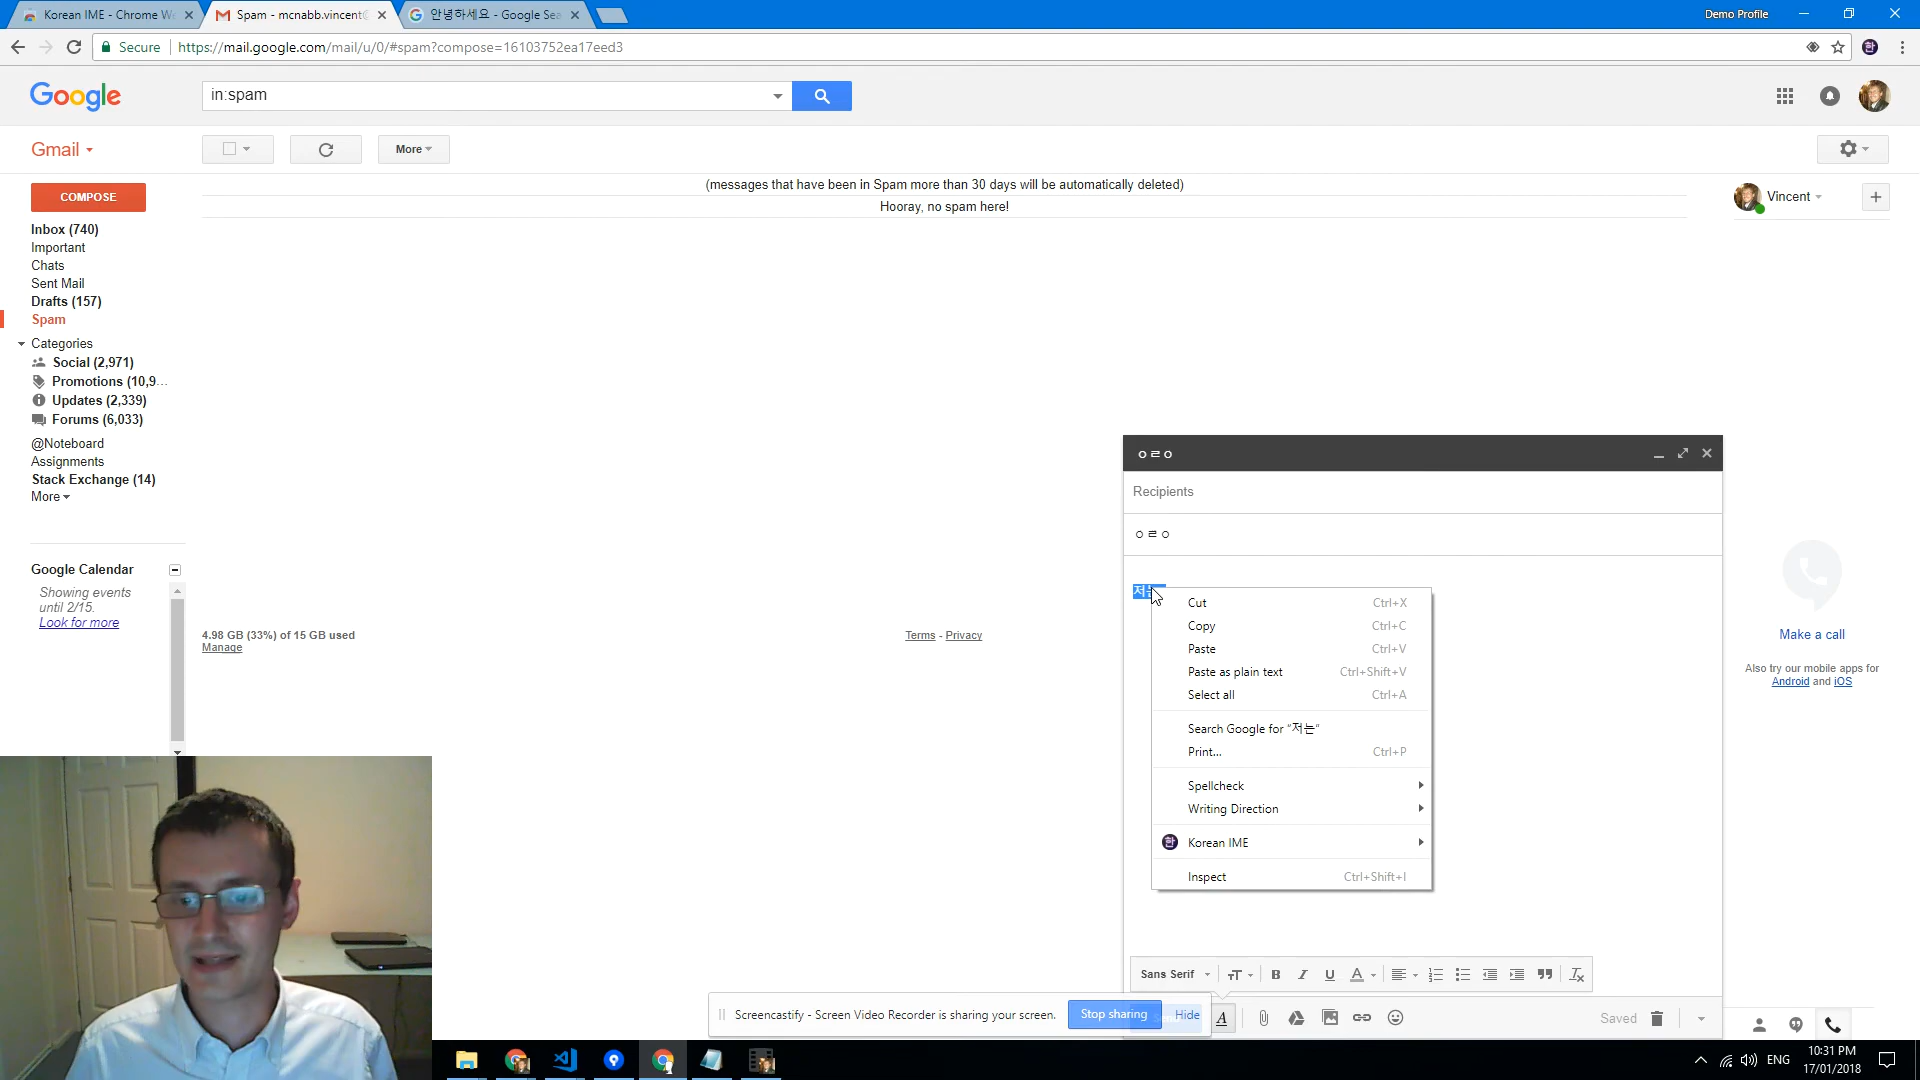 Korean IME - Chrome We
Spam - mcnabb.vincent@
안녕하세요 - Google Sea
Demo Profile
Secure
https://mail.google.com/mail/u/0/#spam?compose=16103752ea17eed3
한
Google
in:spam
Gmail
More
COMPOSE
(messages that have been in Spam more than 30 days will be automatically deleted)
Hooray, no spam here!
Vincent
Inbox (740)
Important
Chats
Sent Mail
Drafts (157)
Spam
Categories
Social (2,971)
Promotions (10,9...
Updates (2,339)
Forums (6,033)
@Noteboard
Assignments
Stack Exchange (14)
More
Google Calendar
Showing events
until 2/15.
Look for more
4.98 GB (33%) of 15 GB used
Manage
Terms - Privacy
ㅇㄹㅇ
Recipients
ㅇㄹㅇ
Cut Ctrl+X
Copy Ctrl+C
Paste Ctrl+V
Paste as plain text Ctrl+Shift+V
Select all Ctrl+A
Search Google for “저는”
Print... Ctrl+P
Spellcheck
Writing Direction
한 Korean IME
Inspect Ctrl+Shift+I
Make a call
Also try our mobile apps for
Android and iOS
Sans Serif
Screencastify - Screen Video Recorder is sharing your screen.
Stop sharing
Hide
Saved
ENG
10:31 PM
17/01/2018